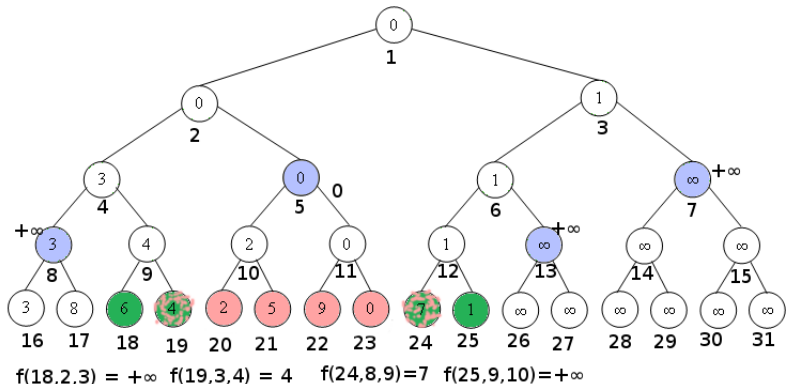 0
1
0 1
2 3
3 0 1 ∞ +∞
4 5 0 6 7
+∞ 3 4 2 0 1 ∞ +∞ ∞ ∞
8 9 10 11 12 13 14 15
3 8 6 4 2 5 9 0 7 1 ∞ ∞ ∞ ∞ ∞ ∞
16 17 18 19 20 21 22 23 24 25 26 27 28 29 30 31
f(18,2,3) = +∞ f(19,3,4) = 4 f(24,8,9)=7 f(25,9,10)=+∞